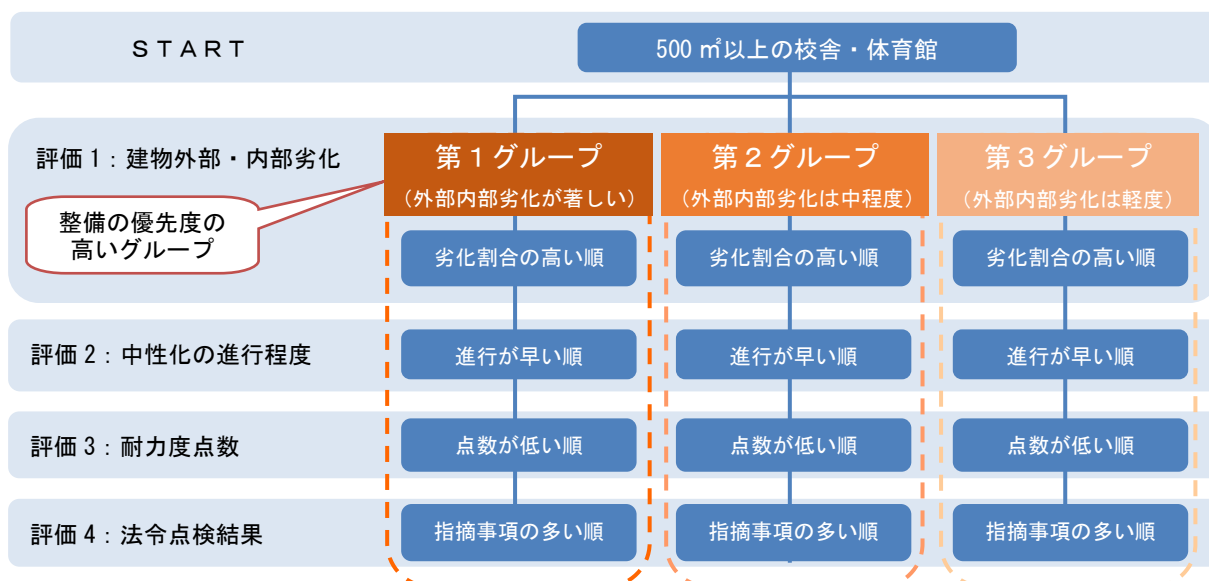 ＳＴＡＲＴ
500 ㎡以上の校舎・体育館
評価 1：建物外部・内部劣化
整備の優先度の
高いグループ
第１グループ
（外部内部劣化が著しい）
第２グループ
（外部内部劣化は中程度）
第３グループ
（外部内部劣化は軽度）
劣化割合の高い順
劣化割合の高い順
劣化割合の高い順
評価 2：中性化の進行程度
進行が早い順
進行が早い順
進行が早い順
評価 3：耐力度点数
点数が低い順
点数が低い順
点数が低い順
評価 4：法令点検結果
指摘事項の多い順
指摘事項の多い順
指摘事項の多い順